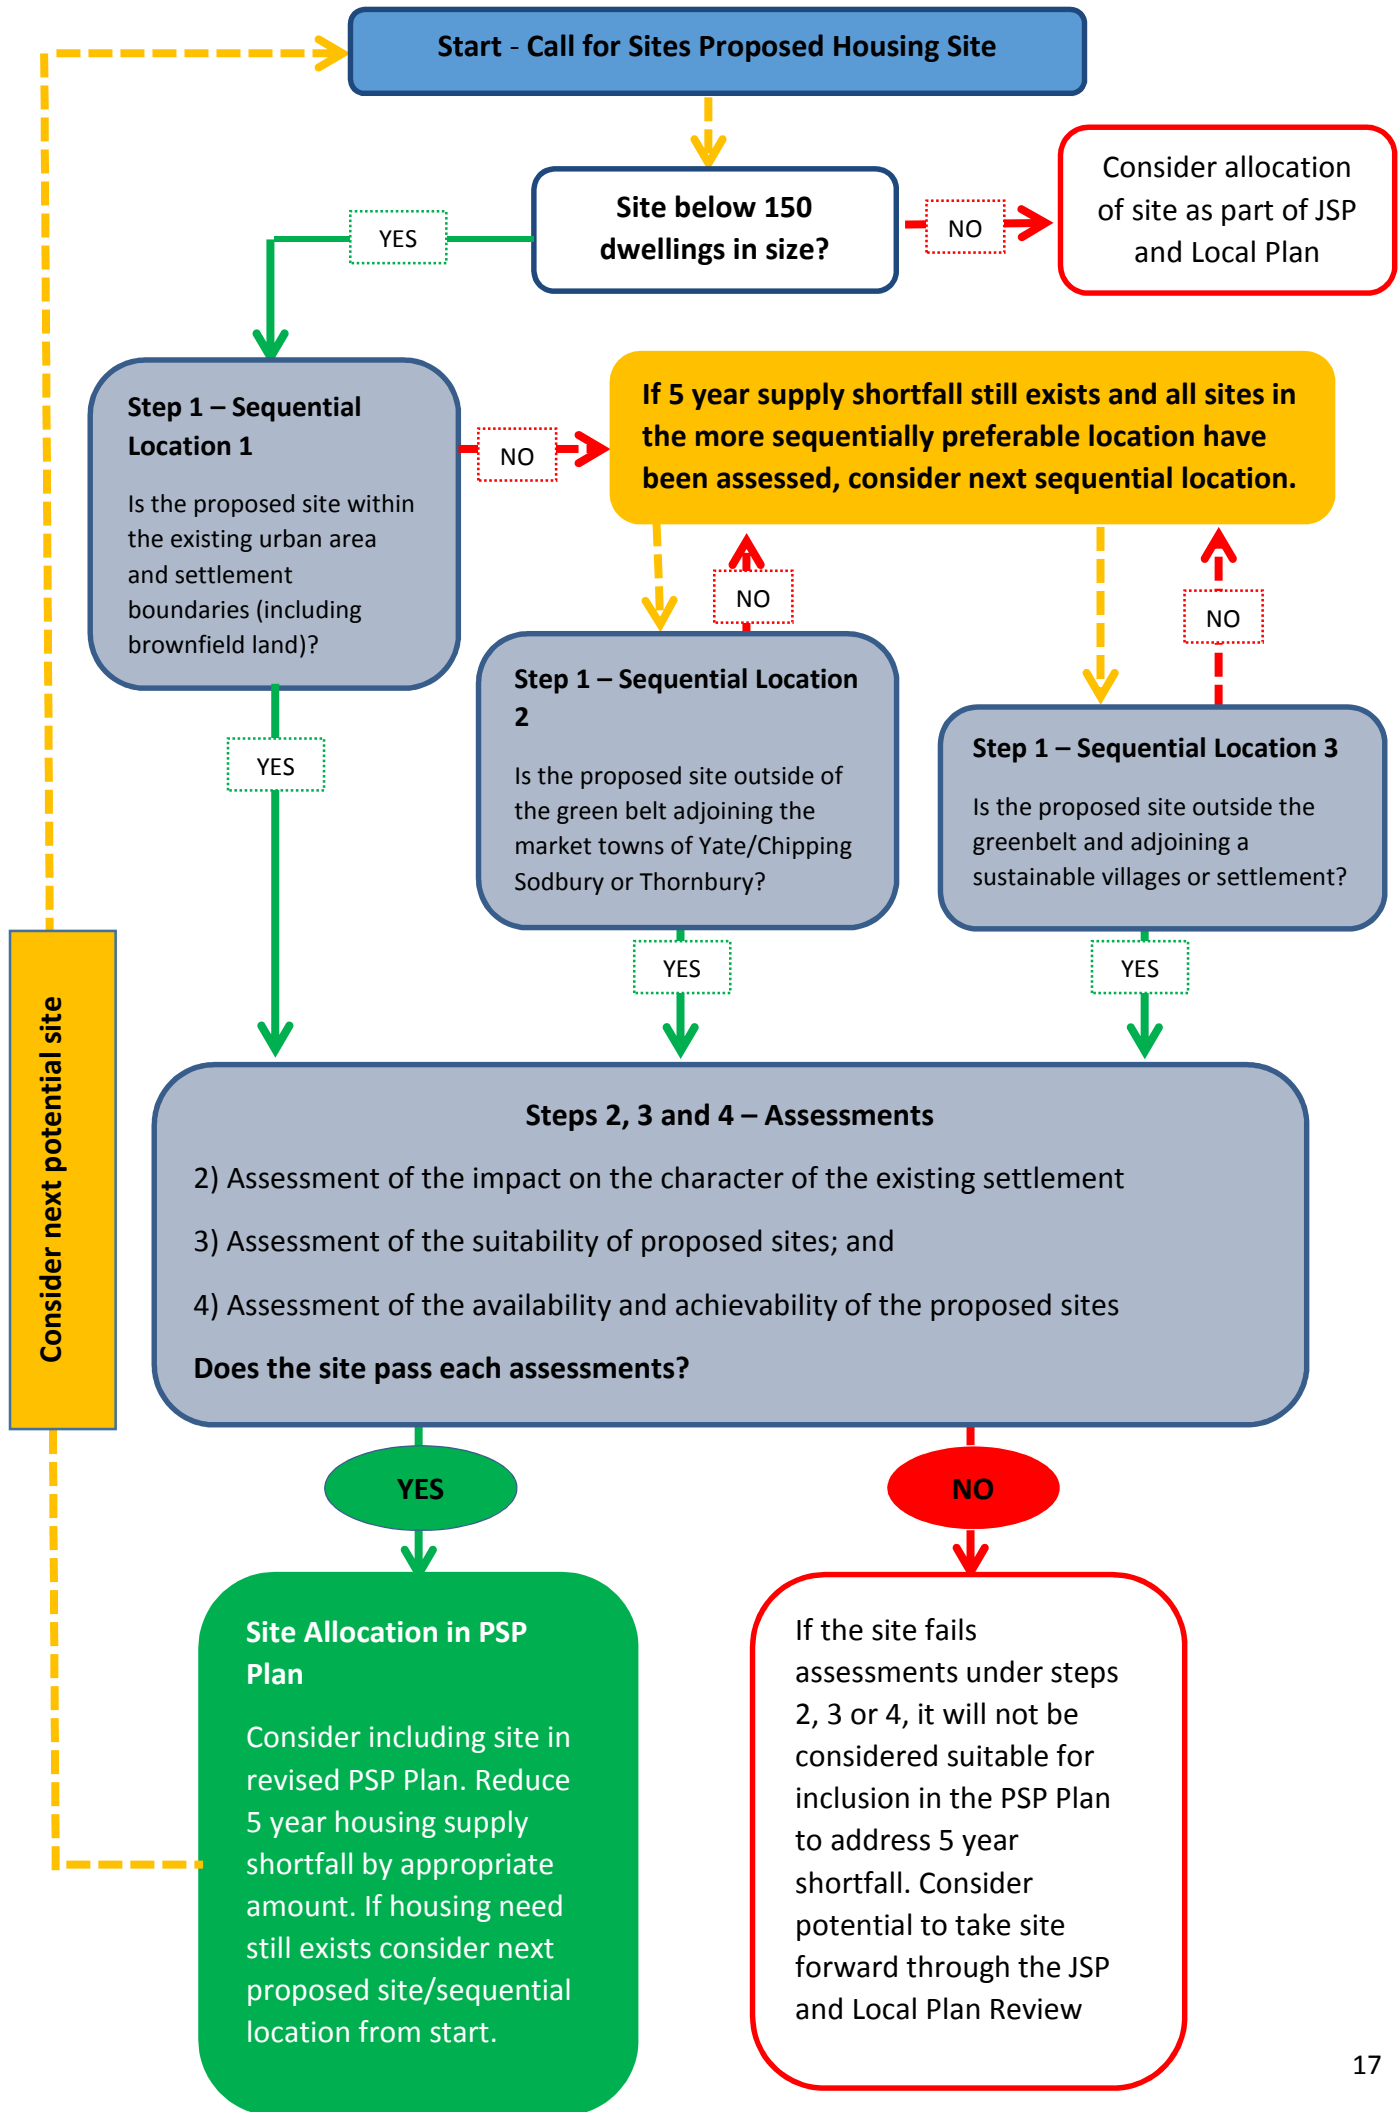 Start - Call for Sites Proposed Housing Site
Site below 150
dwellings in size?
YES
NO
Consider allocation
of site as part of JSP
and Local Plan
Step 1 – Sequential
Location 1
Is the proposed site within
the existing urban area
and settlement
boundaries (including
brownfield land)?
NO
If 5 year supply shortfall still exists and all sites in
the more sequentially preferable location have
been assessed, consider next sequential location.
NO
NO
Step 1 – Sequential Location
2
Is the proposed site outside of
the green belt adjoining the
market towns of Yate/Chipping
Sodbury or Thornbury?
Step 1 – Sequential Location 3
Is the proposed site outside the
greenbelt and adjoining a
sustainable villages or settlement?
YES
YES
YES
Consider next potential site
Steps 2, 3 and 4 – Assessments
2) Assessment of the impact on the character of the existing settlement
3) Assessment of the suitability of proposed sites; and
4) Assessment of the availability and achievability of the proposed sites
Does the site pass each assessments?
YES
NO
Site Allocation in PSP
Plan
Consider including site in
revised PSP Plan. Reduce
5 year housing supply
shortfall by appropriate
amount. If housing need
still exists consider next
proposed site/sequential
location from start.
If the site fails
assessments under steps
2, 3 or 4, it will not be
considered suitable for
inclusion in the PSP Plan
to address 5 year
shortfall. Consider
potential to take site
forward through the JSP
and Local Plan Review
17